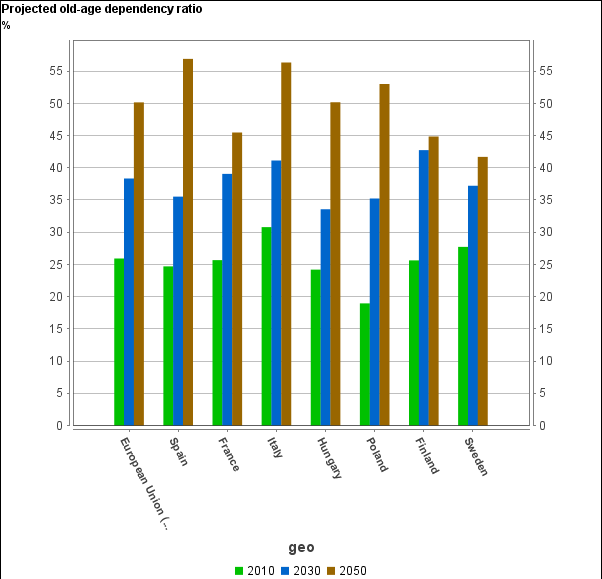 Projected old-age dependency ratio
%
55 55
50 50
45 45
40 40
35 35
30 30
25 25
20 20
15 15
10 10
5 5
0 0
European Union (...
Spain
France
Italy
Hungary
Poland
Finland
Sweden
geo
2010 2030 2050